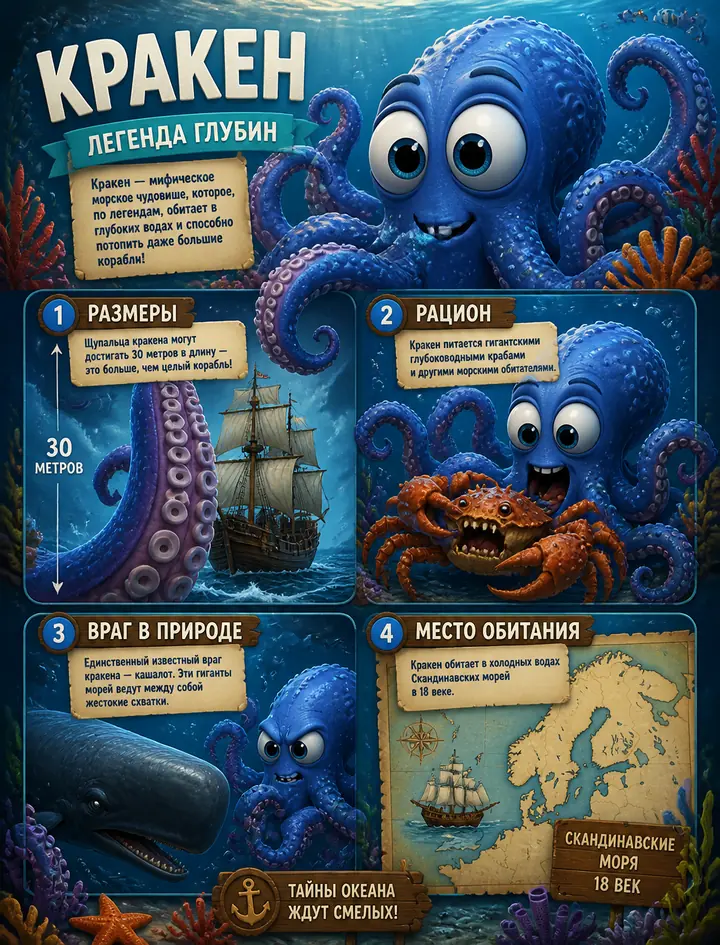 КРАКЕН
ЛЕГЕНДА ГЛУБИН
Кракен — мифическое
морское чудовище, которое,
по легендам, обитает в
глубоких водах и способно
потопить даже большие
корабли!
1 РАЗМЕРЫ
Щупальца кракена могут
достигать 30 метров в длину —
это больше, чем целый корабль!
30
МЕТРОВ
2 РАЦИОН
Кракен питается гигантскими
глубоководными крабами
и другими морскими обитателями.
3 ВРАГ В ПРИРОДЕ
Единственный известный враг
кракена — кашалот. Эти гиганты
морей ведут между собой
жестокие схватки.
4 МЕСТО ОБИТАНИЯ
Кракен обитает в холодных водах
Скандинавских морей
в 18 веке.
СКАНДИНАВСКИЕ
МОРЯ
18 ВЕК
ТАЙНЫ ОКЕАНА
ЖДУТ СМЕЛЫХ!